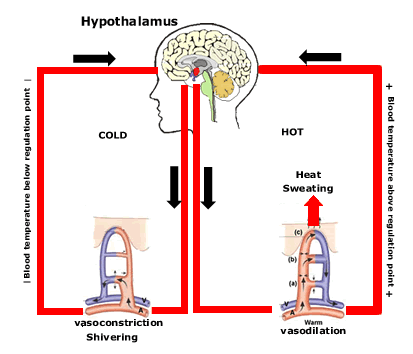 Hypothalamus
| Blood temperature below regulation point |
COLD
HOT
+ Blood temperature above regulation point +
Heat
Sweating
(c)
(b)
(a)
V
A
vasoconstriction
Shivering
V
A
Warm
vasodilation